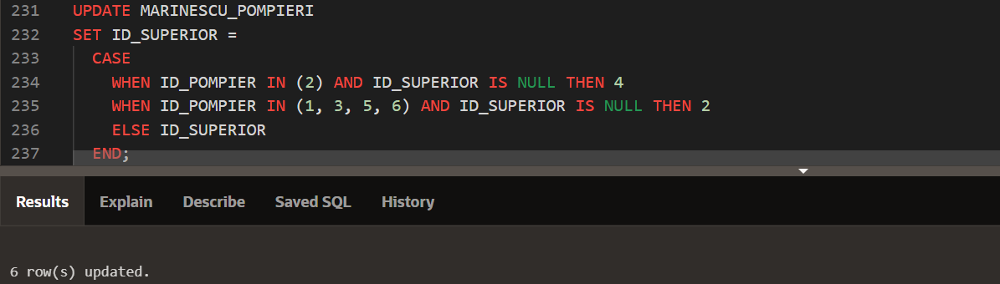 231 UPDATE MARINESCU_POMPIERI
232 SET ID_SUPERIOR =
233 CASE
234 WHEN ID_POMPIER IN (2) AND ID_SUPERIOR IS NULL THEN 4
235 WHEN ID_POMPIER IN (1, 3, 5, 6) AND ID_SUPERIOR IS NULL THEN 2
236 ELSE ID_SUPERIOR
237 END;
Results Explain Describe Saved SQL History
6 row(s) updated.